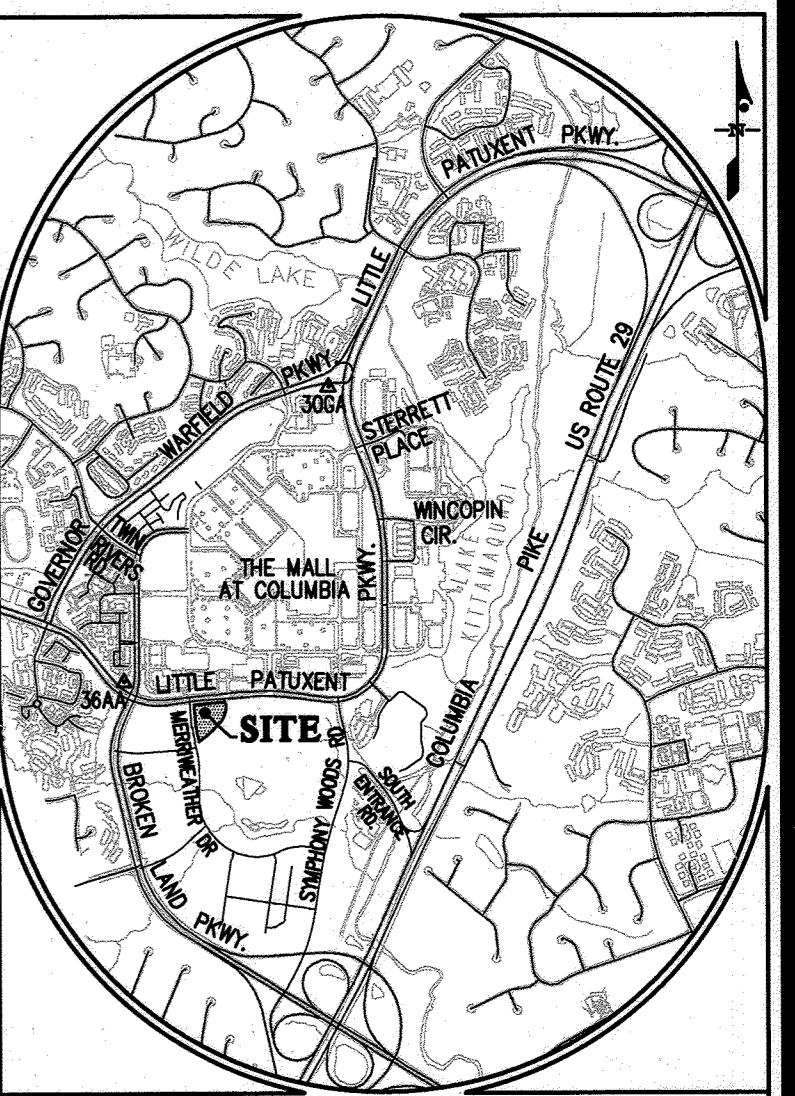 N
PATUXENT PKWY.
WILDE LAKE
LITTLE
US ROUTE 29
PKWY.
30GA
WARFIELD
STERRETT
PLACE
WINCOPIN
CIR.
GOVERNOR
TWIN
RIVERS
RD
THE MALL
AT COLUMBIA
PKWY.
LAKE
KITTAMAQUNDI
PIKE
36AA
LITTLE PATUXENT
SITE
COLUMBIA
MERRIWEATHER DR
SYMPHONY WOODS RD
SOUTH
ENTRANCE
RD.
BROKEN
LAND
PKWY.